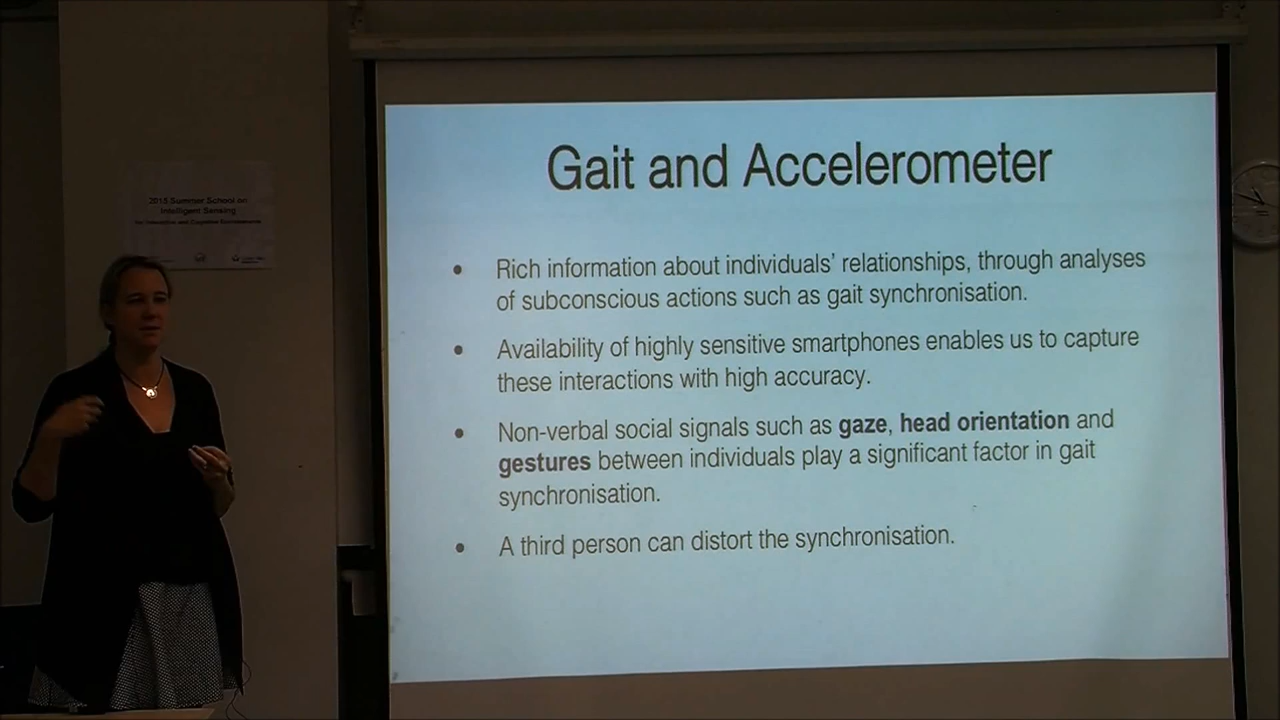 2015 Summer School on
Intelligent Sensing
Gait and Accelerometer
• Rich information about individuals’ relationships, through analyses
of subconscious actions such as gait synchronisation.
• Availability of highly sensitive smartphones enables us to capture
these interactions with high accuracy.
• Non-verbal social signals such as gaze, head orientation and
gestures between individuals play a significant factor in gait
synchronisation.
• A third person can distort the synchronisation.